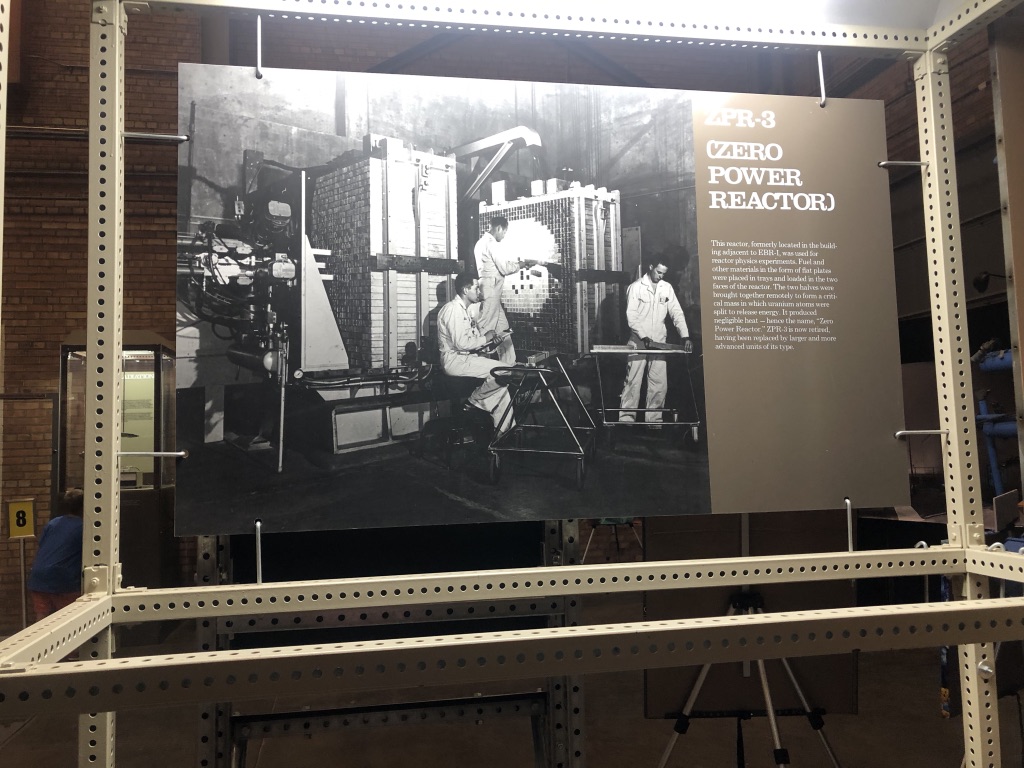 ZPR-3
(ZERO
POWER
REACTOR)
This reactor, formerly located in the build-
ing adjacent to EBR-I, was used for
reactor physics experiments. Fuel and
other materials in the form of flat plates
were placed in trays and loaded in the two
faces of the reactor. The two halves were
brought together remotely to form a criti-
cal mass in which uranium atoms were
split to release energy. It produced
negligible heat — hence the name, "Zero
Power Reactor." ZPR-3 is now retired,
having been replaced by larger and more
advanced units of its type.
8